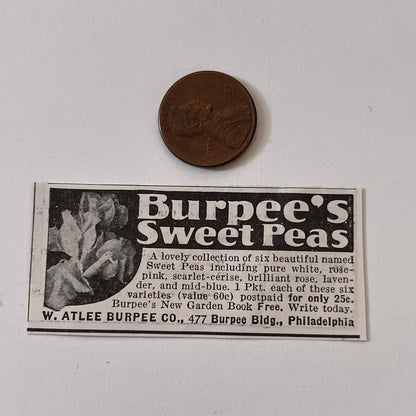 Burpee's
Sweet Peas
A lovely collection of six beautiful named
Sweet Peas including pure white, rose-
pink, scarlet-cérise, brilliant rose, laven-
der, and mid-blue. 1 Pkt. each of these six
varieties (value 60c) postpaid for only 25c.
Burpee's New Garden Book Free. Write today.
W. ATLEE BURPEE CO., 477 Burpee Bldg., Philadelphia